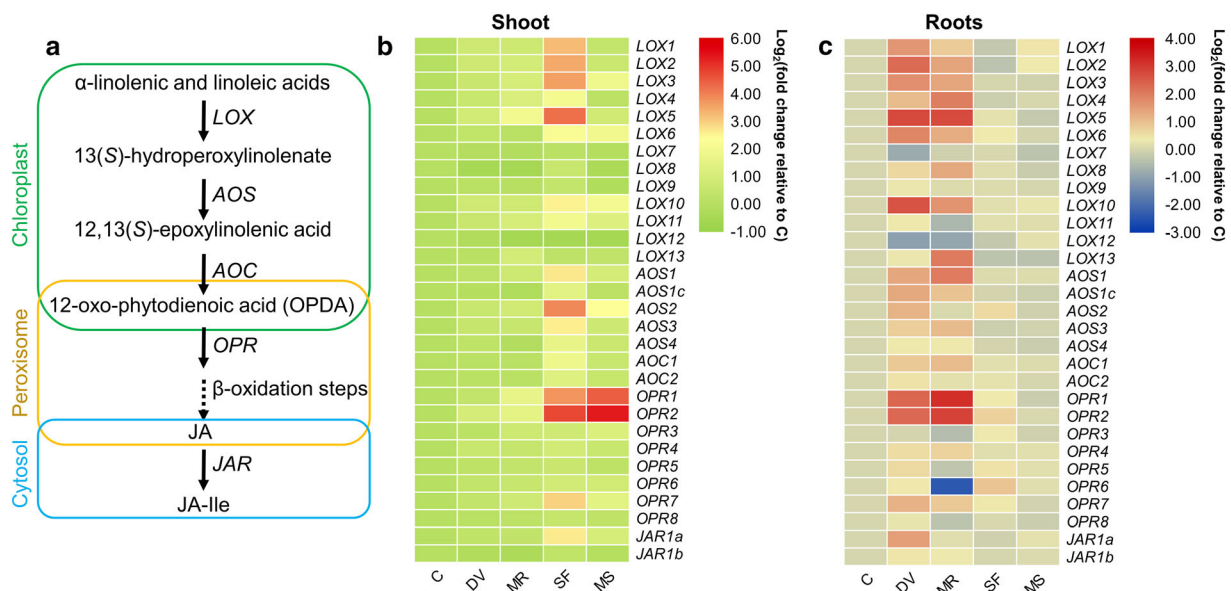 a
α-linolenic and linoleic acids
LOX
13(S)-hydroperoxylinolenate
AOS
12,13(S)-epoxylinolenic acid
AOC
12-oxo-phytodienoic acid (OPDA)
OPR
β-oxidation steps
JA
JAR
JA-Ile
Chloroplast
Peroxisome
Cytosol
b
Shoot
LOX1
LOX2
LOX3
LOX4
LOX5
LOX6
LOX7
LOX8
LOX9
LOX10
LOX11
LOX12
LOX13
AOS1
AOS1c
AOS2
AOS3
AOS4
AOC1
AOC2
OPR1
OPR2
OPR3
OPR4
OPR5
OPR6
OPR7
OPR8
JAR1a
JAR1b
C DV MR SF MS
6.00
5.00
4.00
3.00
2.00
1.00
0.00
-1.00
Log2(fold change relative to C)
c
Roots
LOX1
LOX2
LOX3
LOX4
LOX5
LOX6
LOX7
LOX8
LOX9
LOX10
LOX11
LOX12
LOX13
AOS1
AOS1c
AOS2
AOS3
AOS4
AOC1
AOC2
OPR1
OPR2
OPR3
OPR4
OPR5
OPR6
OPR7
OPR8
JAR1a
JAR1b
C DV MR SF MS
4.00
3.00
2.00
1.00
0.00
-1.00
-2.00
-3.00
Log2(fold change relative to C)